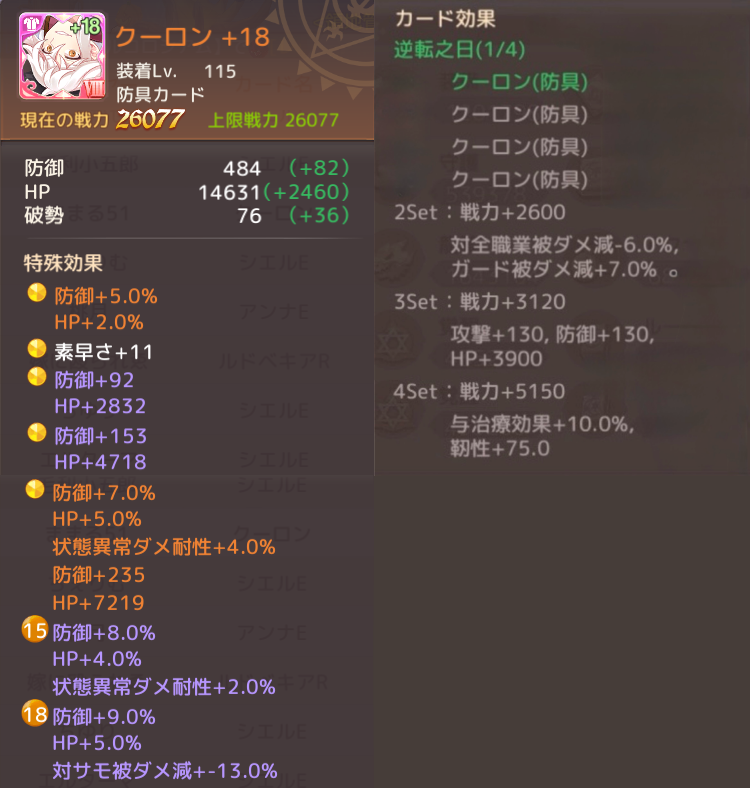 +18
VIII
クーロン +18
装着Lv. 115
防具カード
現在の戦力 26077 上限戦力 26077
防御 484 (+82)
HP 14631(+2460)
破勢 76 (+36)
特殊効果
防御+5.0%
HP+2.0%
素早さ+11
防御+92
HP+2832
防御+153
HP+4718
防御+7.0%
HP+5.0%
状態異常ダメ耐性+4.0%
防御+235
HP+7219
15 防御+8.0%
HP+4.0%
状態異常ダメ耐性+2.0%
18 防御+9.0%
HP+5.0%
対サモ被ダメ減+-13.0%
カード効果
逆転之日(1/4)
クーロン(防具)
クーロン(防具)
クーロン(防具)
クーロン(防具)
2Set：戦力+2600
対全職業被ダメ減-6.0%,
ガード被ダメ減+7.0% 。
3Set：戦力+3120
攻撃+130, 防御+130,
HP+3900
4Set：戦力+5150
与治療効果+10.0%,
靭性+75.0